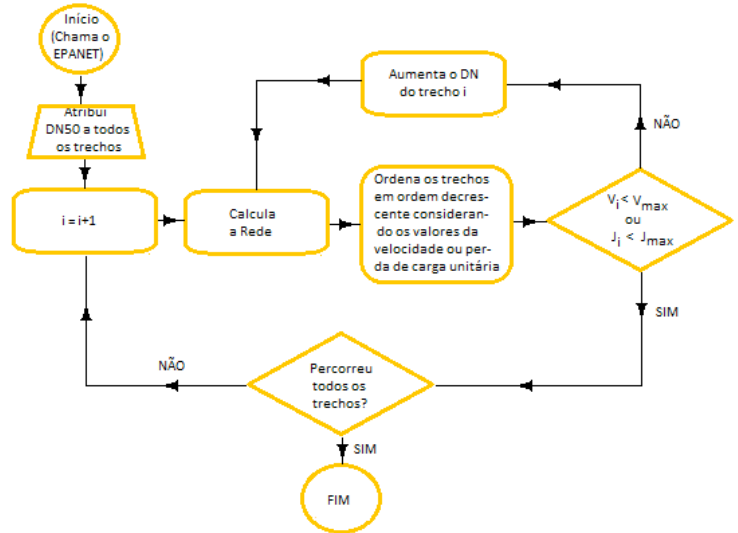 Início
(Chama o
EPANET)
Atribui
DN50 a todos
os trechos
i = i+1
Calcula
a Rede
Aumenta o DN
do trecho i
Ordena os trechos
em ordem decres-
cente consideran-
do os valores da
velocidade ou per-
da de carga unitária
Vi < Vmax
ou
Ji < Jmax
NÃO
SIM
Percorreu
todos os
trechos?
NÃO
SIM
FIM